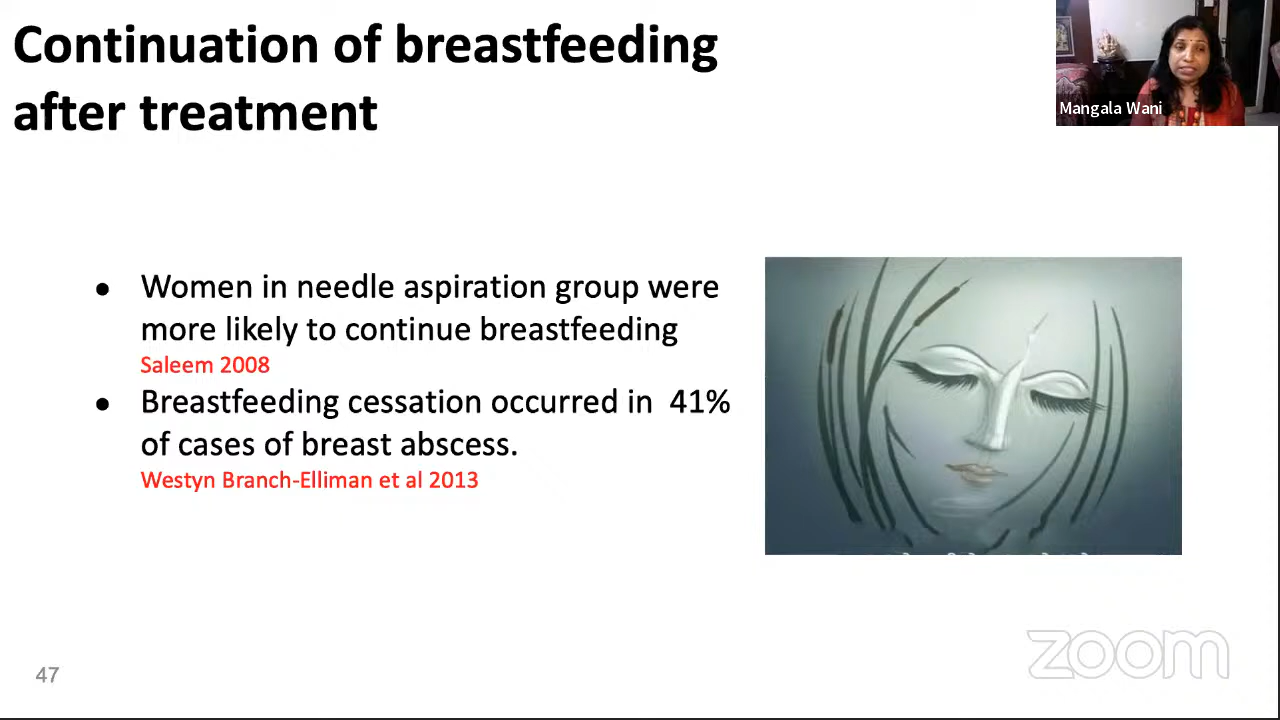 Continuation of breastfeeding
after treatment
Mangala Wani
● Women in needle aspiration group were
more likely to continue breastfeeding
Saleem 2008
● Breastfeeding cessation occurred in 41%
of cases of breast abscess.
Westyn Branch-Elliman et al 2013
47
zoom